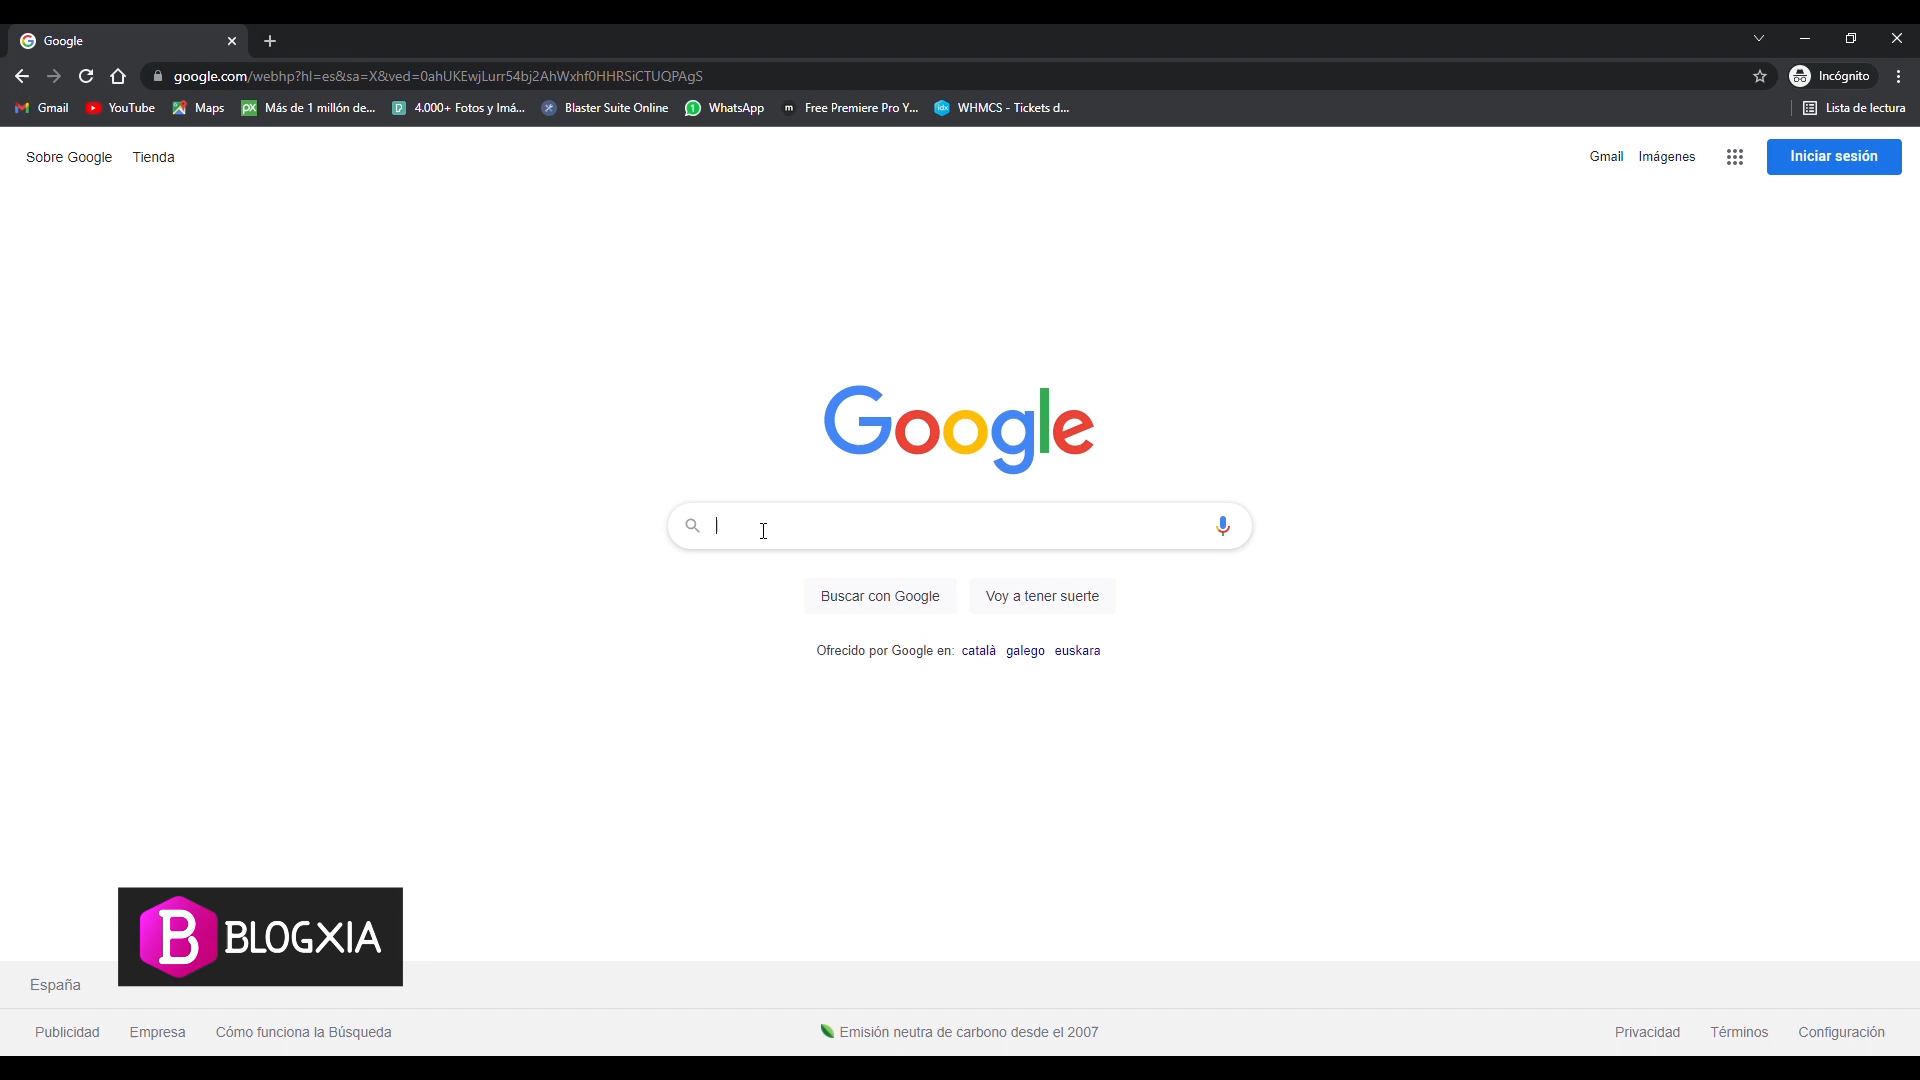 Google
google.com/webhp?hl=es&sa=X&ved=0ahUKEwjLurr54bj2AhWxhf0HHRSiCTUQPAgS
Incógnito
Gmail YouTube Maps Más de 1 millón de... 4.000+ Fotos y Imá... Blaster Suite Online WhatsApp Free Premiere Pro Y... WHMCS - Tickets d... Lista de lectura
Sobre Google Tienda Gmail Imágenes Iniciar sesión
Google
Buscar con Google Voy a tener suerte
Ofrecido por Google en: català galego euskara
B BLOGXIA
España
Publicidad Empresa Cómo funciona la Búsqueda Emisión neutra de carbono desde el 2007 Privacidad Términos Configuración